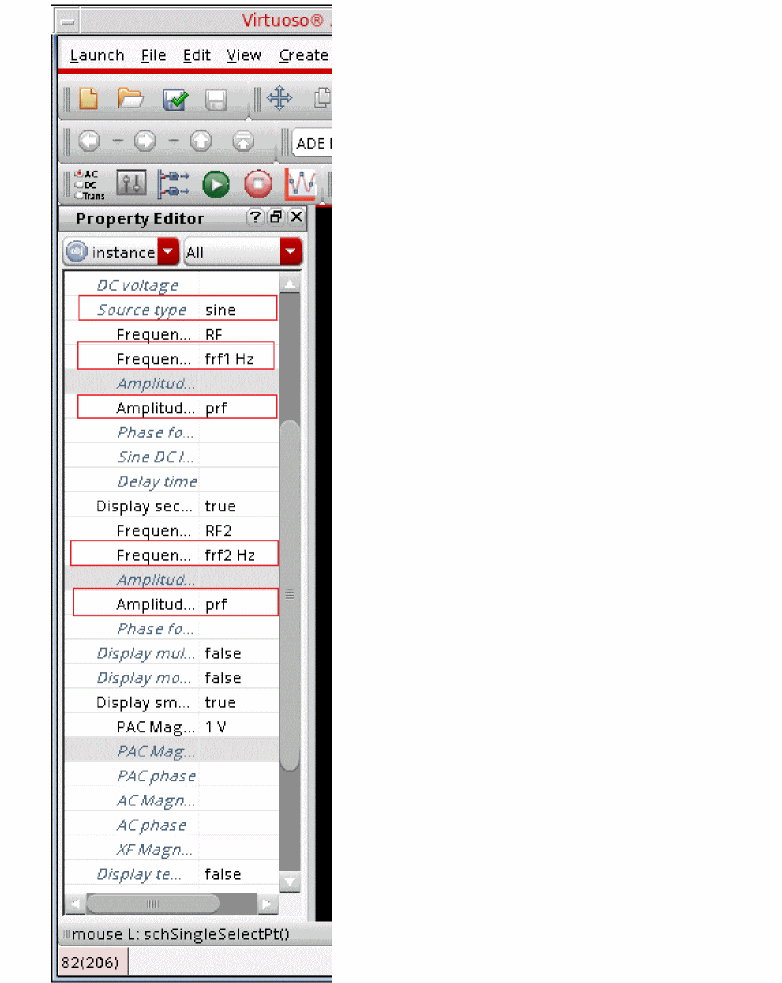 Virtuoso® .
Launch File Edit View Create
ADE
AC
DC
Trans
Property Editor
instance All
DC voltage
Source type sine
Frequen... RF
Frequen... frf1 Hz
Amplitud...
Amplitud... prf
Phase fo...
Sine DC l...
Delay time
Display sec... true
Frequen... RF2
Frequen... frf2 Hz
Amplitud...
Amplitud... prf
Phase fo...
Display mul... false
Display mo... false
Display sm... true
PAC Mag... 1 V
PAC Mag...
PAC phase
AC Magn...
AC phase
XF Magn...
Display te... false
mouse L: schSingleSelectPt()
82(206)